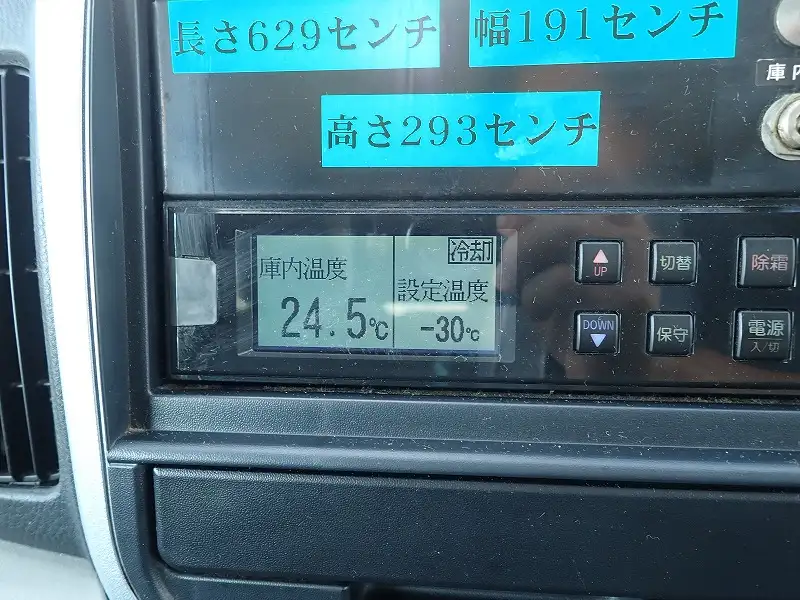 長さ629センチ
幅191センチ
高さ293センチ
庫内
冷却
庫内温度
24.5℃
設定温度
-30℃
▲
UP
切替
除霜
DOWN
▼
保守
電源
入/切